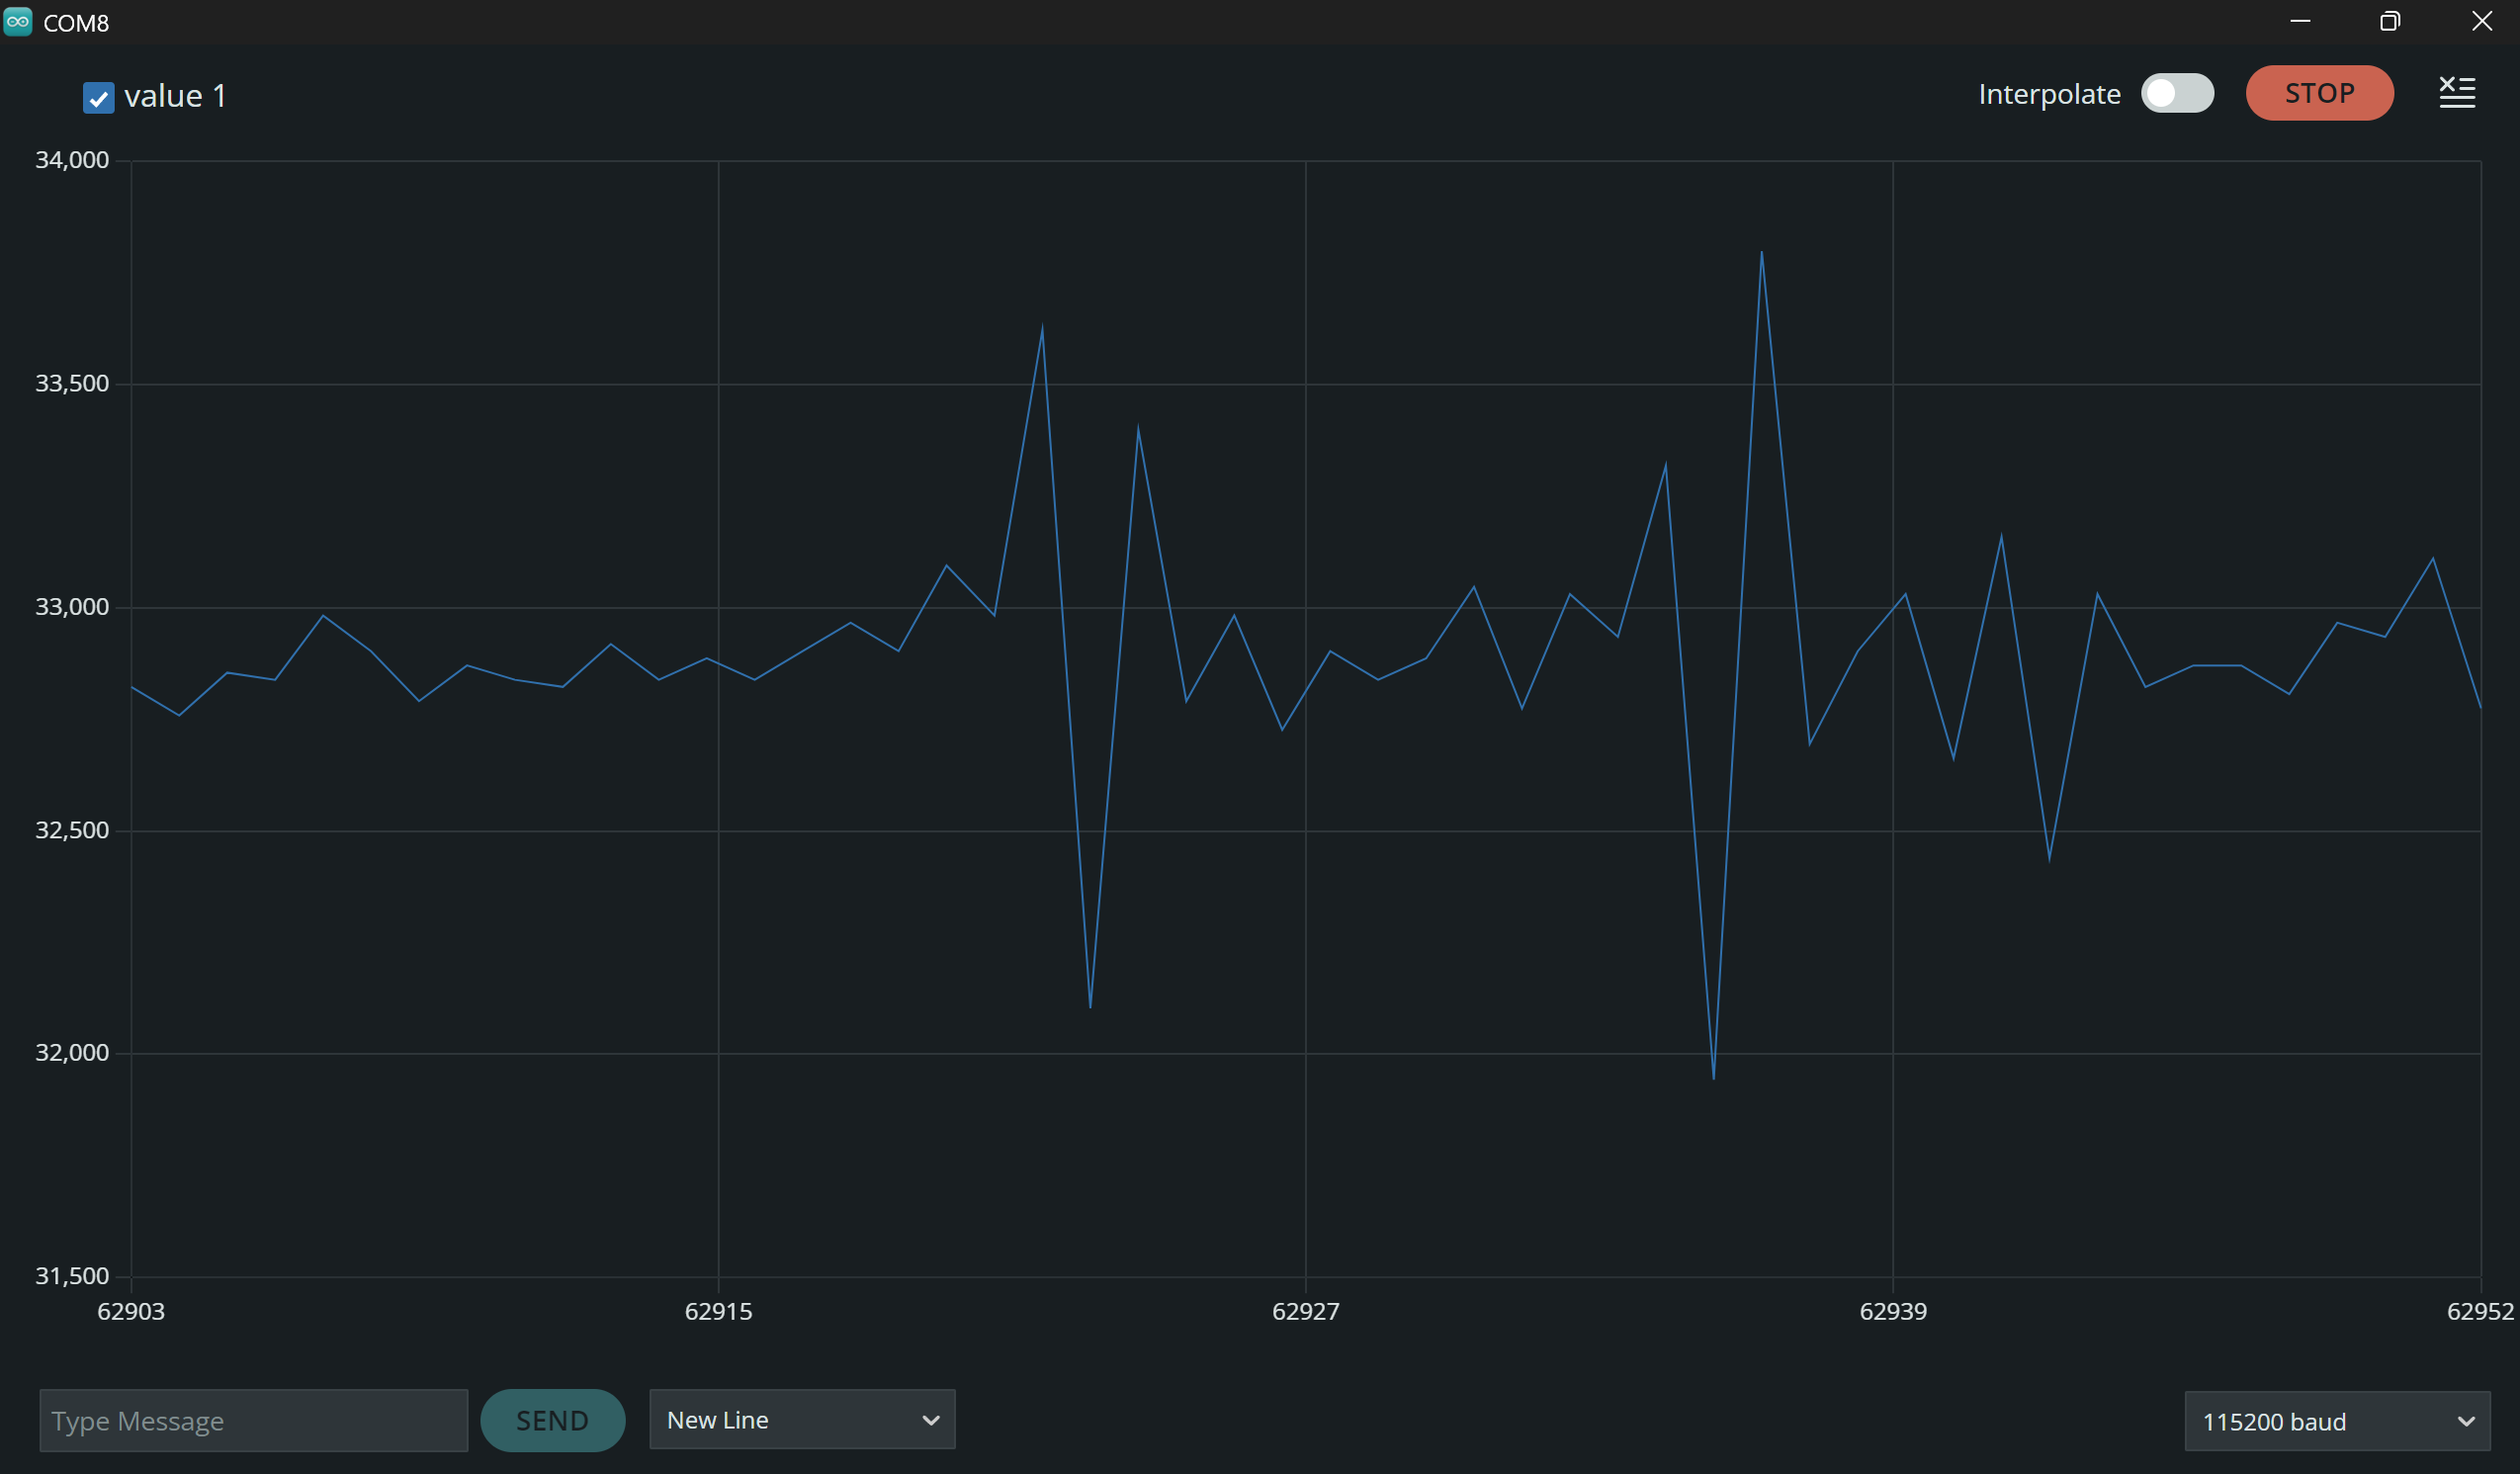 COM8
value 1
Interpolate
STOP
34,000
33,500
33,000
32,500
32,000
31,500
62903 62915 62927 62939 62952
Type Message
SEND
New Line
115200 baud